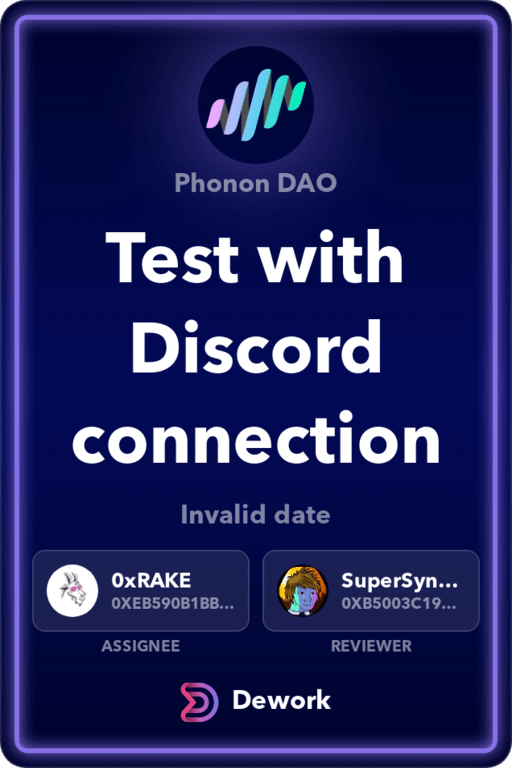 Phonon DAO
Test with
Discord
connection
Invalid date
0xRAKE
0XEB590B1BB...
SuperSyn...
0XB5003C19...
ASSIGNEE
REVIEWER
Dework